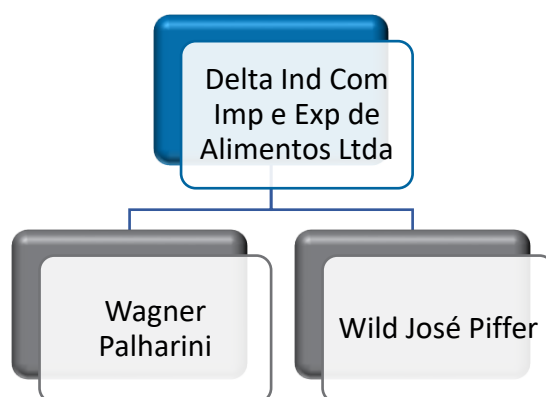 Delta Ind Com
Imp e Exp de
Alimentos Ltda
Wagner
Palharini
Wild José Piffer